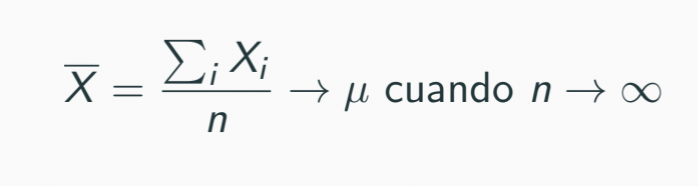 X̄ = ∑ᵢ Xᵢ / n → μ cuando n → ∞